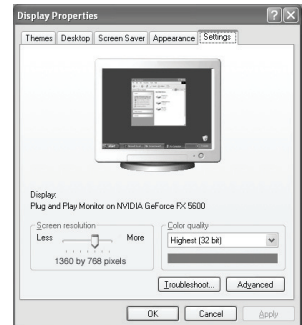 Display Properties
Themes Desktop Screen Saver Appearance Settings
Display:
Plug and Play Monitor on NVIDIA GeForce FX 5600
Screen resolution
Less More
1360 by 768 pixels
Color quality
Highest (32 bit)
Troubleshoot... Advanced
OK Cancel Apply